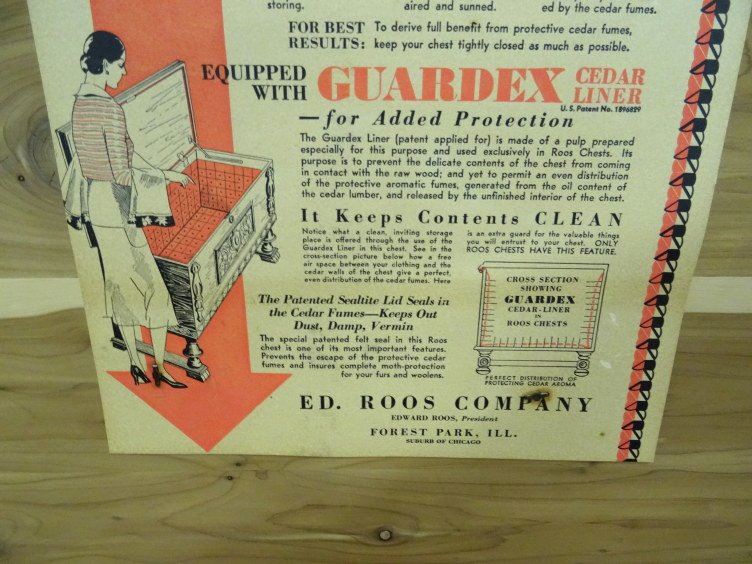 storing.
aired and sunned.
ed by the cedar fumes.
FOR BEST RESULTS:
To derive full benefit from protective cedar fumes,
keep your chest tightly closed as much as possible.
EQUIPPED WITH
GUARDEX
CEDAR LINER
U.S. Patent No. 1896829
—for Added Protection
The Guardex Liner (patent applied for) is made of a pulp prepared
especially for this purpose and used exclusively in Roos Chests. Its
purpose is to prevent the delicate contents of the chest from coming
in contact with the raw wood; and yet to permit an even distribution
of the protective aromatic fumes, generated from the oil content of
the cedar lumber, and released by the unfinished interior of the chest.
It Keeps Contents CLEAN
Notice what a clean, inviting storage
place is offered through the use of the
Guardex Liner in this chest. See in the
cross-section picture below how a free
air space between your clothing and the
cedar walls of the chest give a perfect,
even distribution of the cedar fumes. Here
is an extra guard for the valuable things
you will entrust to your chest. ONLY
ROOS CHESTS HAVE THIS FEATURE.
The Patented Sealtite Lid Seals in
the Cedar Fumes—Keeps Out
Dust, Damp, Vermin
The special patented felt seal in this Roos
chest is one of its most important features.
Prevents the escape of the protective cedar
fumes and insures complete moth-protection
for your furs and woolens.
CROSS SECTION
SHOWING
GUARDEX
CEDAR-LINER
IN
ROOS CHESTS
PERFECT DISTRIBUTION OF
PROTECTING CEDAR AROMA
ED. ROOS COMPANY
EDWARD ROOS, President
FOREST PARK, ILL.
SUBURB OF CHICAGO